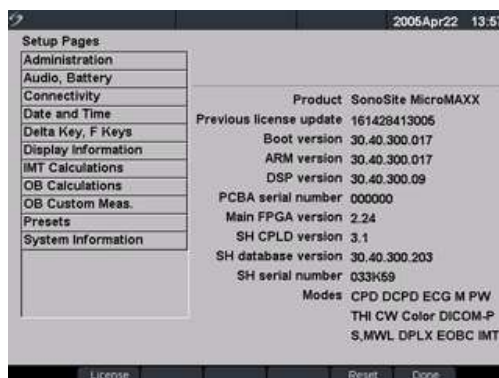 2005Apr22 13:57
Setup Pages
Administration
Audio, Battery
Connectivity
Date and Time
Delta Key, F Keys
Display Information
IMT Calculations
OB Calculations
OB Custom Meas.
Presets
System Information
Product SonoSite MicroMAXX
Previous license update 161428413005
Boot version 30.40.300.017
ARM version 30.40.300.017
DSP version 30.40.300.09
PCBA serial number 000000
Main FPGA version 2.24
SH CPLD version 3.1
SH database version 30.40.300.203
SH serial number 033K59
Modes CPD DCPD ECG M PW
THI CW Color DICOM-P
S,MWL DPLX EOBC IMT
License Reset Done